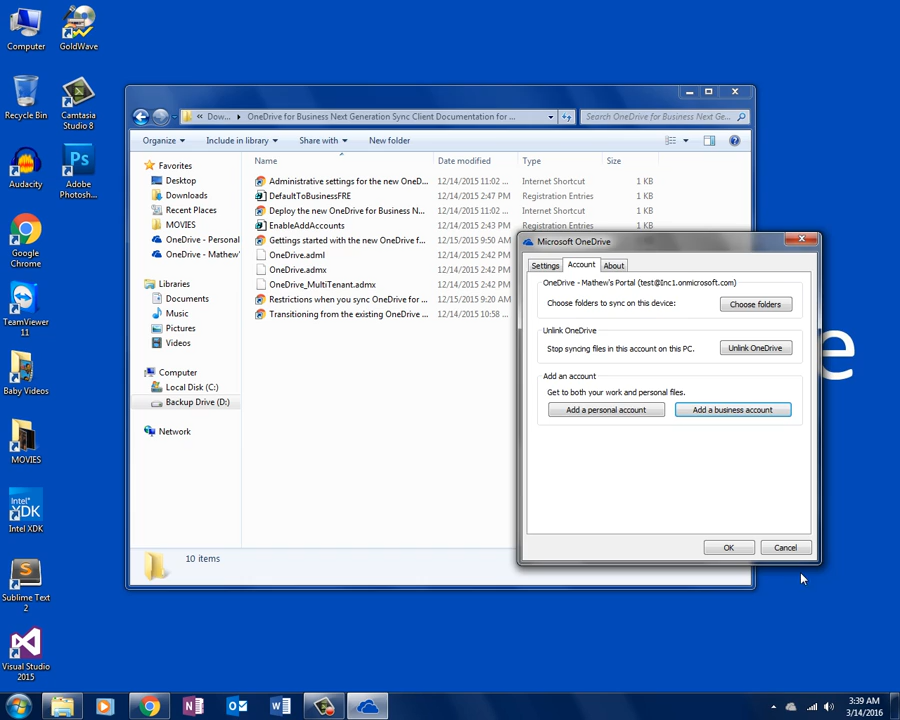 Computer
GoldWave
Recycle Bin
Camtasia
Studio 8
Audacity
Adobe
Photosh...
Google
Chrome
TeamViewer
11
Baby Videos
MOVIES
Intel XDK
Sublime Text
2
Visual Studio
2015
« Dow... ▸ OneDrive for Business Next Generation Sync Client Documentation for ...
Search OneDrive for Business Next Ge...
Organize
Include in library
Share with
New folder
Favorites
Desktop
Downloads
Recent Places
MOVIES
OneDrive - Personal
OneDrive - Mathew'
Libraries
Documents
Music
Pictures
Videos
Computer
Local Disk (C:)
Backup Drive (D:)
Network
Name Date modified Type Size
Administrative settings for the new OneD... 12/14/2015 11:02 ... Internet Shortcut 1 KB
DefaultToBusinessFRE 12/14/2015 2:47 PM Registration Entries 1 KB
Deploy the new OneDrive for Business N... 12/14/2015 11:02 ... Internet Shortcut 1 KB
EnableAddAccounts 12/14/2015 2:43 PM Registration Entries 1 KB
Getting started with the new OneDrive f... 12/15/2015 9:50 AM
OneDrive.adml 12/14/2015 2:42 PM
OneDrive.admx 12/14/2015 2:42 PM
OneDrive_MultiTenant.admx 12/14/2015 2:42 PM
Restrictions when you sync OneDrive for ... 12/15/2015 9:20 AM
Transitioning from the existing OneDrive ... 12/14/2015 10:58 ...
10 items
Microsoft OneDrive
Settings Account About
OneDrive - Mathew's Portal (test@Inc1.onmicrosoft.com)
Choose folders to sync on this device: Choose folders
Unlink OneDrive
Stop syncing files in this account on this PC. Unlink OneDrive
Add an account
Get to both your work and personal files.
Add a personal account Add a business account
OK Cancel
e
intel
XDK
Ps
S
N
W
3:39 AM
3/14/2016